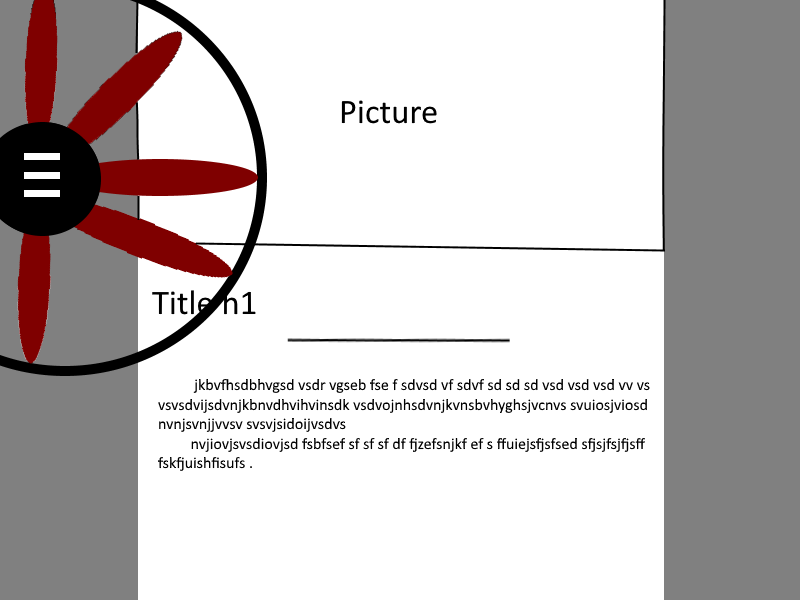 Picture
Title h1
jkbvfhsdbhvgsd vsdr vgseb fse f sdvsd vf sdvf sd sd sd vsd vsd vsd vv vs
vsvsdvijsdvnjkbnvdhvihvinsdk vsdvojnhsdvnjkvnsbvhyghsjvcnvs svuiosjviosd
nvnjsvnjjvvsv svsvjsidoijvsdvs
nvjiovjsvsdiovjsd fsbfsef sf sf sf df fjzefsnjkf ef s ffuiejsfjsfsed sfjsjfsjfjsff
fskfjuishfisufs .